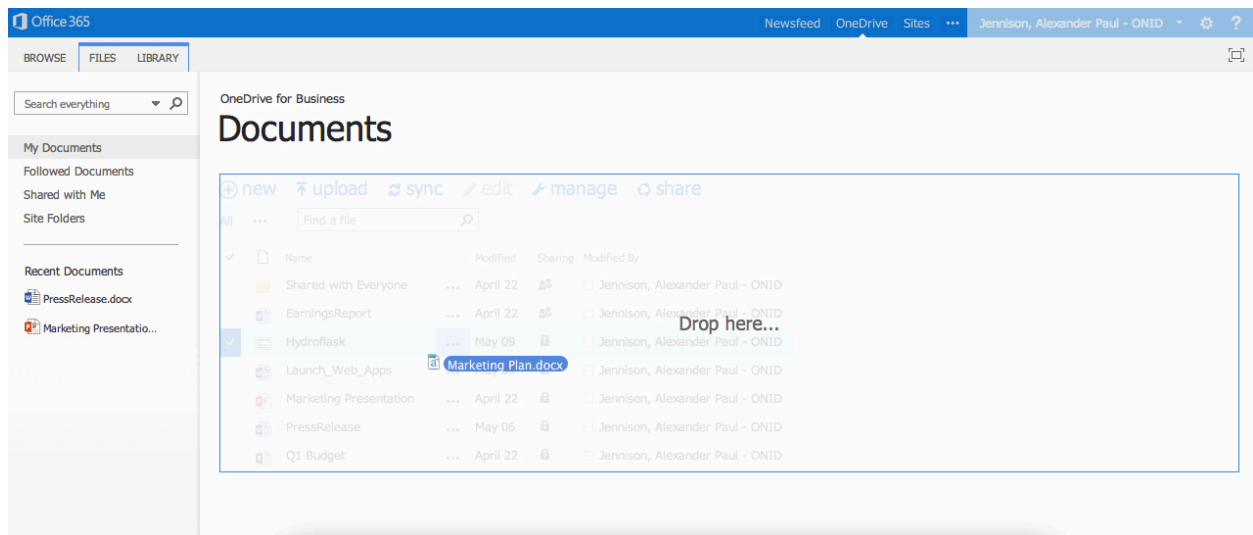 Office 365
Newsfeed OneDrive Sites ••• Jennison, Alexander Paul - ONID ?
BROWSE FILES LIBRARY
Search everything
My Documents
Followed Documents
Shared with Me
Site Folders
Recent Documents
PressRelease.docx
Marketing Presentatio...
OneDrive for Business
Documents
new upload sync edit manage share
All ••• Find a file
Name Modified Sharing Modified By
Shared with Everyone ... April 22 Jennison, Alexander Paul - ONID
EarningsReport ... April 22 Jennison, Alexander Paul - ONID
Drop here...
Hydroflask ... May 09 Jennison, Alexander Paul - ONID
Marketing Plan.docx
Launch_Web_Apps Jennison, Alexander Paul - ONID
Marketing Presentation ... April 22 Jennison, Alexander Paul - ONID
PressRelease ... May 06 Jennison, Alexander Paul - ONID
Q1 Budget ... April 22 Jennison, Alexander Paul - ONID